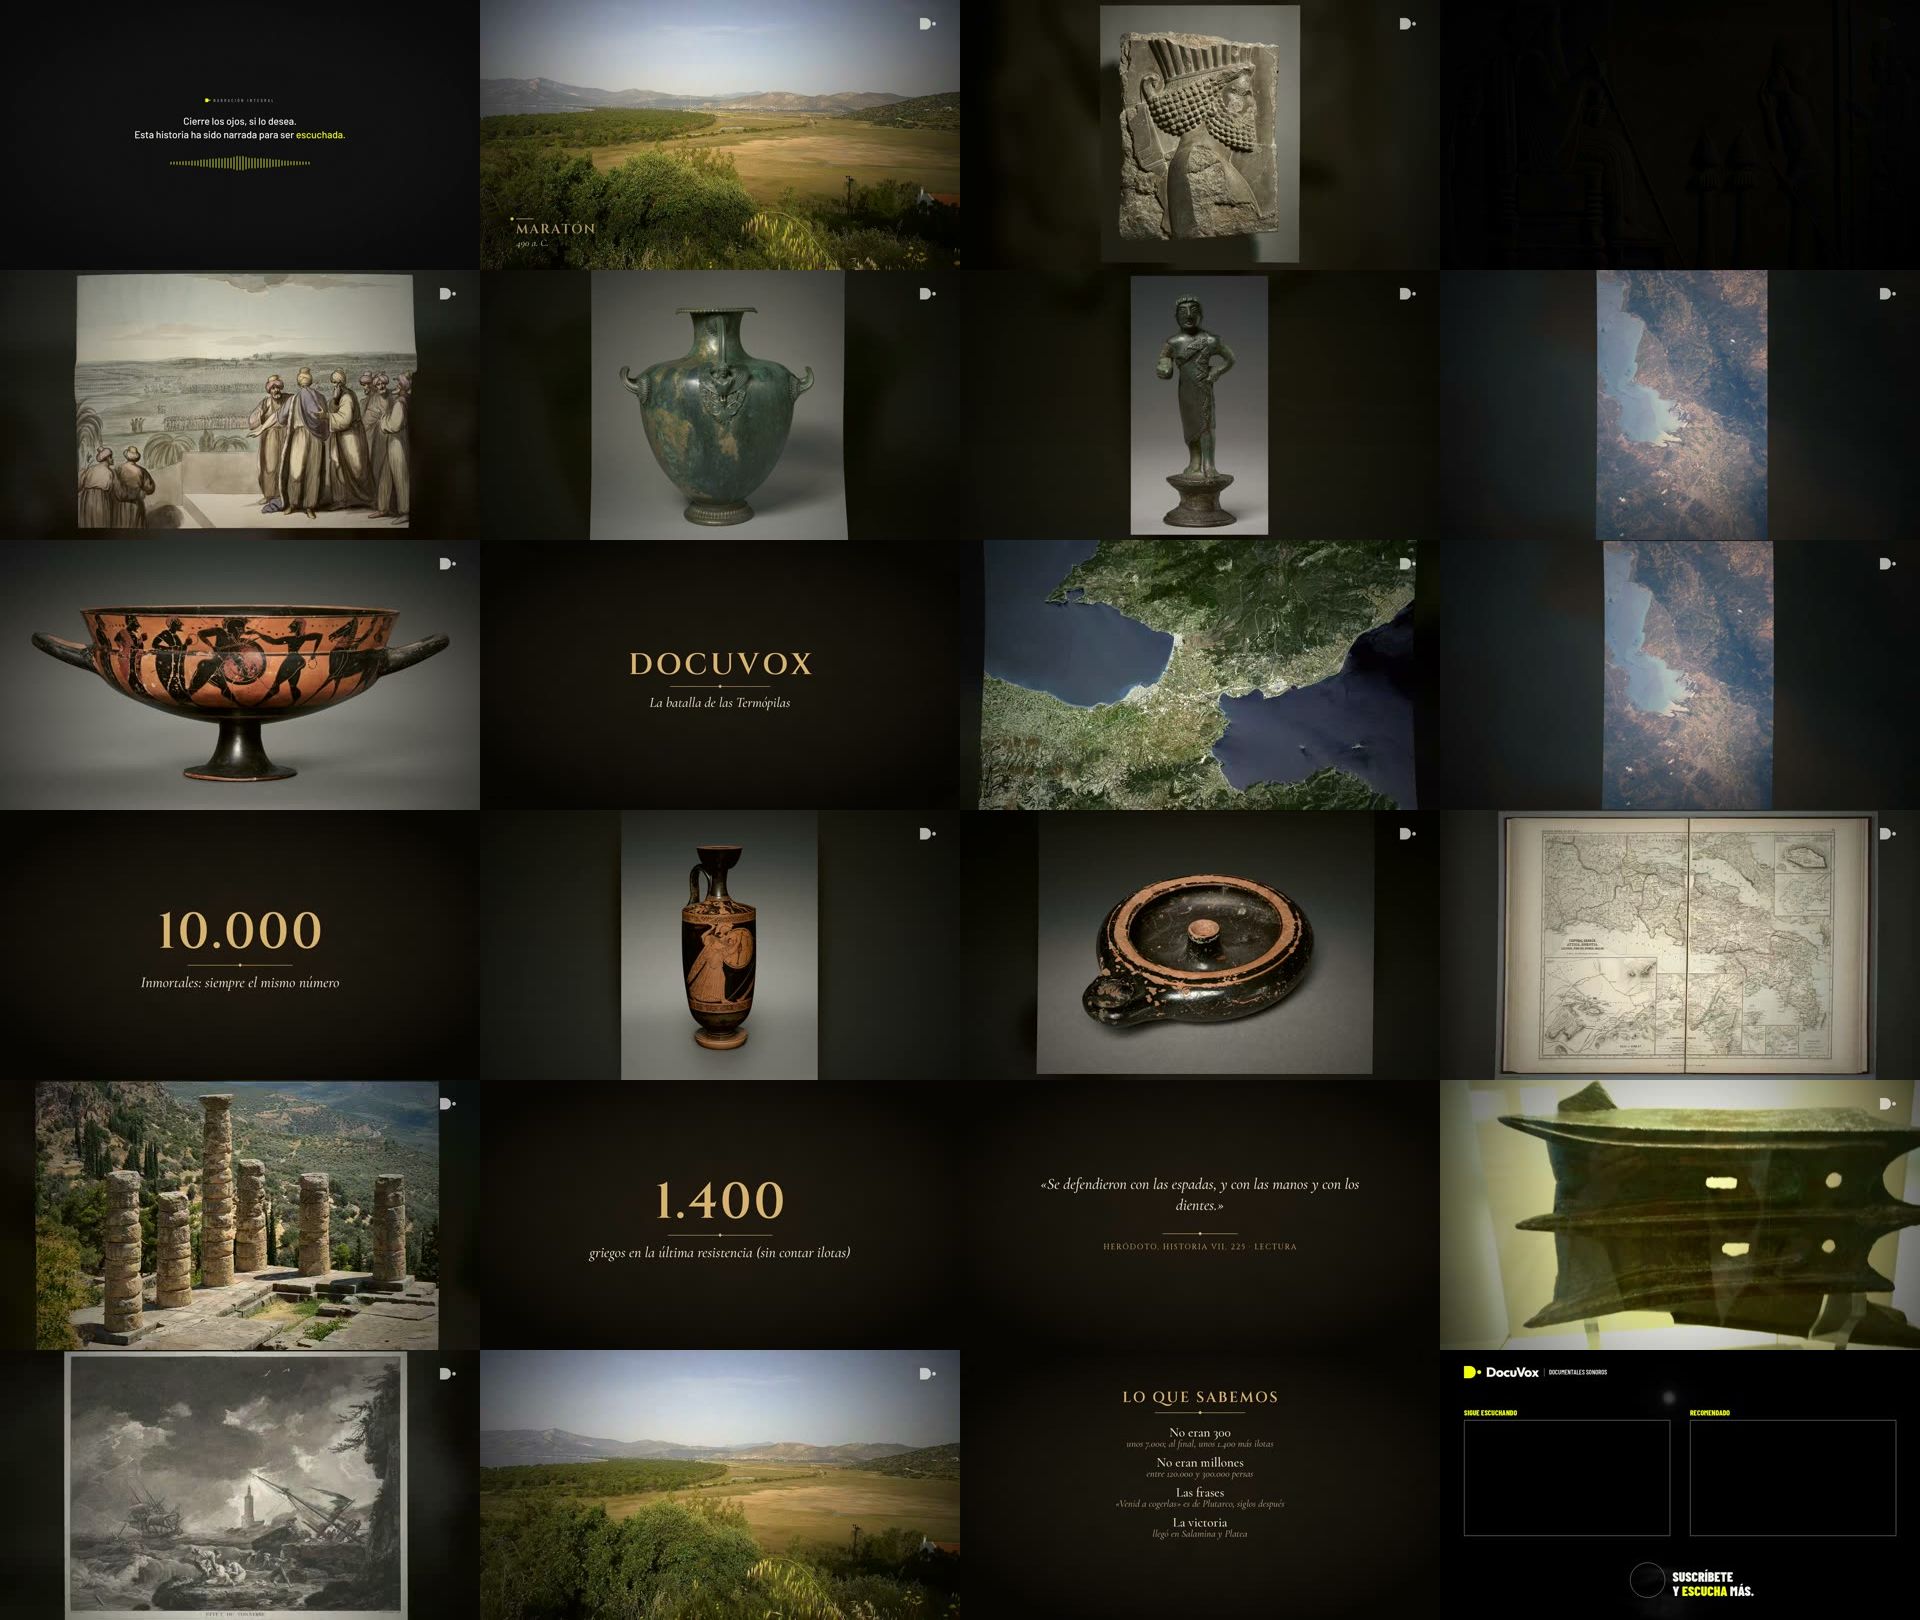 NARRACIÓN INTEGRAL
Cierre los ojos, si lo desea.
Esta historia ha sido narrada para ser escuchada.
MARATÓN
490 a. C.
DOCUVOX
La batalla de las Termópilas
10.000
Inmortales: siempre el mismo número
1.400
griegos en la última resistencia (sin contar ilotas)
«Se defendieron con las espadas, y con las manos y con los
dientes.»
HERÓDOTO, HISTORIA VII, 225 · LECTURA
LO QUE SABEMOS
No eran 300
unos 7.000; al final, unos 1.400 más ilotas
No eran millones
entre 120.000 y 300.000 persas
Las frases
«Venid a cogerlas» es de Plutarco, siglos después
La victoria
llegó en Salamina y Platea
DocuVox
DOCUMENTALES SONOROS
SIGUE ESCUCHANDO
RECOMENDADO
SUSCRÍBETE
Y ESCUCHA MÁS.